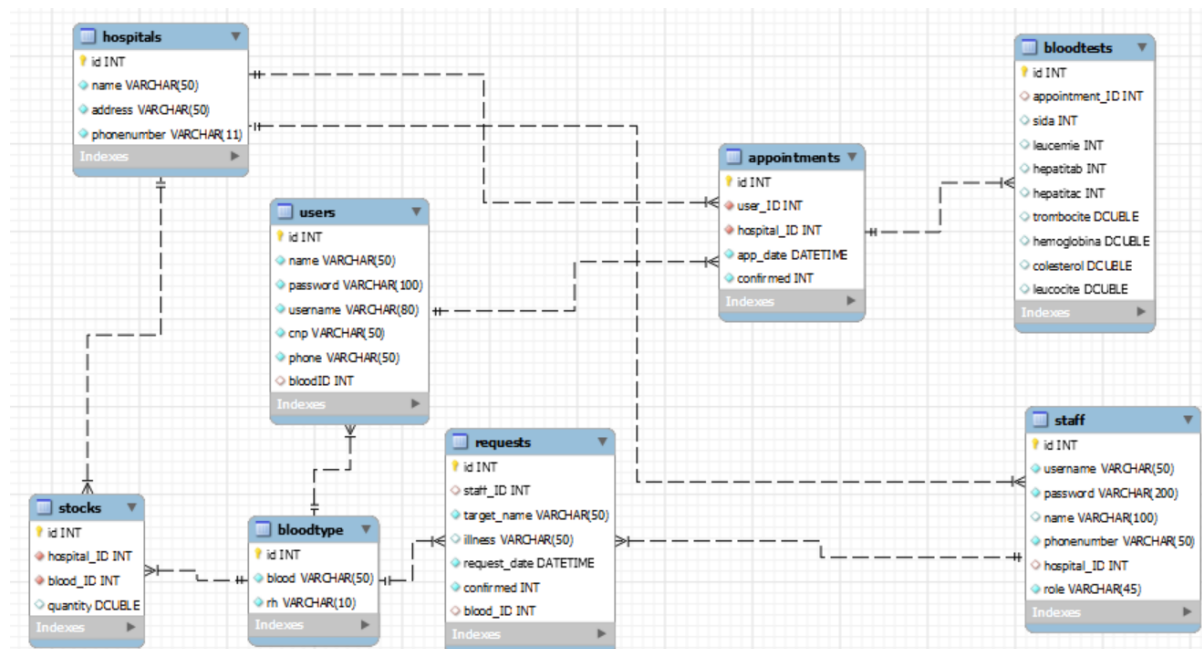 hospitals
id INT
name VARCHAR(50)
address VARCHAR(50)
phonenumber VARCHAR(11)
Indexes
users
id INT
name VARCHAR(50)
password VARCHAR(100)
username VARCHAR(80)
cnp VARCHAR(50)
phone VARCHAR(50)
bloodID INT
Indexes
appointments
id INT
user_ID INT
hospital_ID INT
app_date DATETIME
confirmed INT
Indexes
bloodtests
id INT
appointment_ID INT
sida INT
leucemie INT
hepatitab INT
hepatitac INT
trombocite DOUBLE
hemoglobina DOUBLE
colesterol DOUBLE
leucocite DOUBLE
Indexes
stocks
id INT
hospital_ID INT
blood_ID INT
quantity DOUBLE
Indexes
bloodtype
id INT
blood VARCHAR(50)
rh VARCHAR(10)
Indexes
requests
id INT
staff_ID INT
target_name VARCHAR(50)
illness VARCHAR(50)
request_date DATETIME
confirmed INT
blood_ID INT
Indexes
staff
id INT
username VARCHAR(50)
password VARCHAR(200)
name VARCHAR(100)
phonenumber VARCHAR(50)
hospital_ID INT
role VARCHAR(45)
Indexes